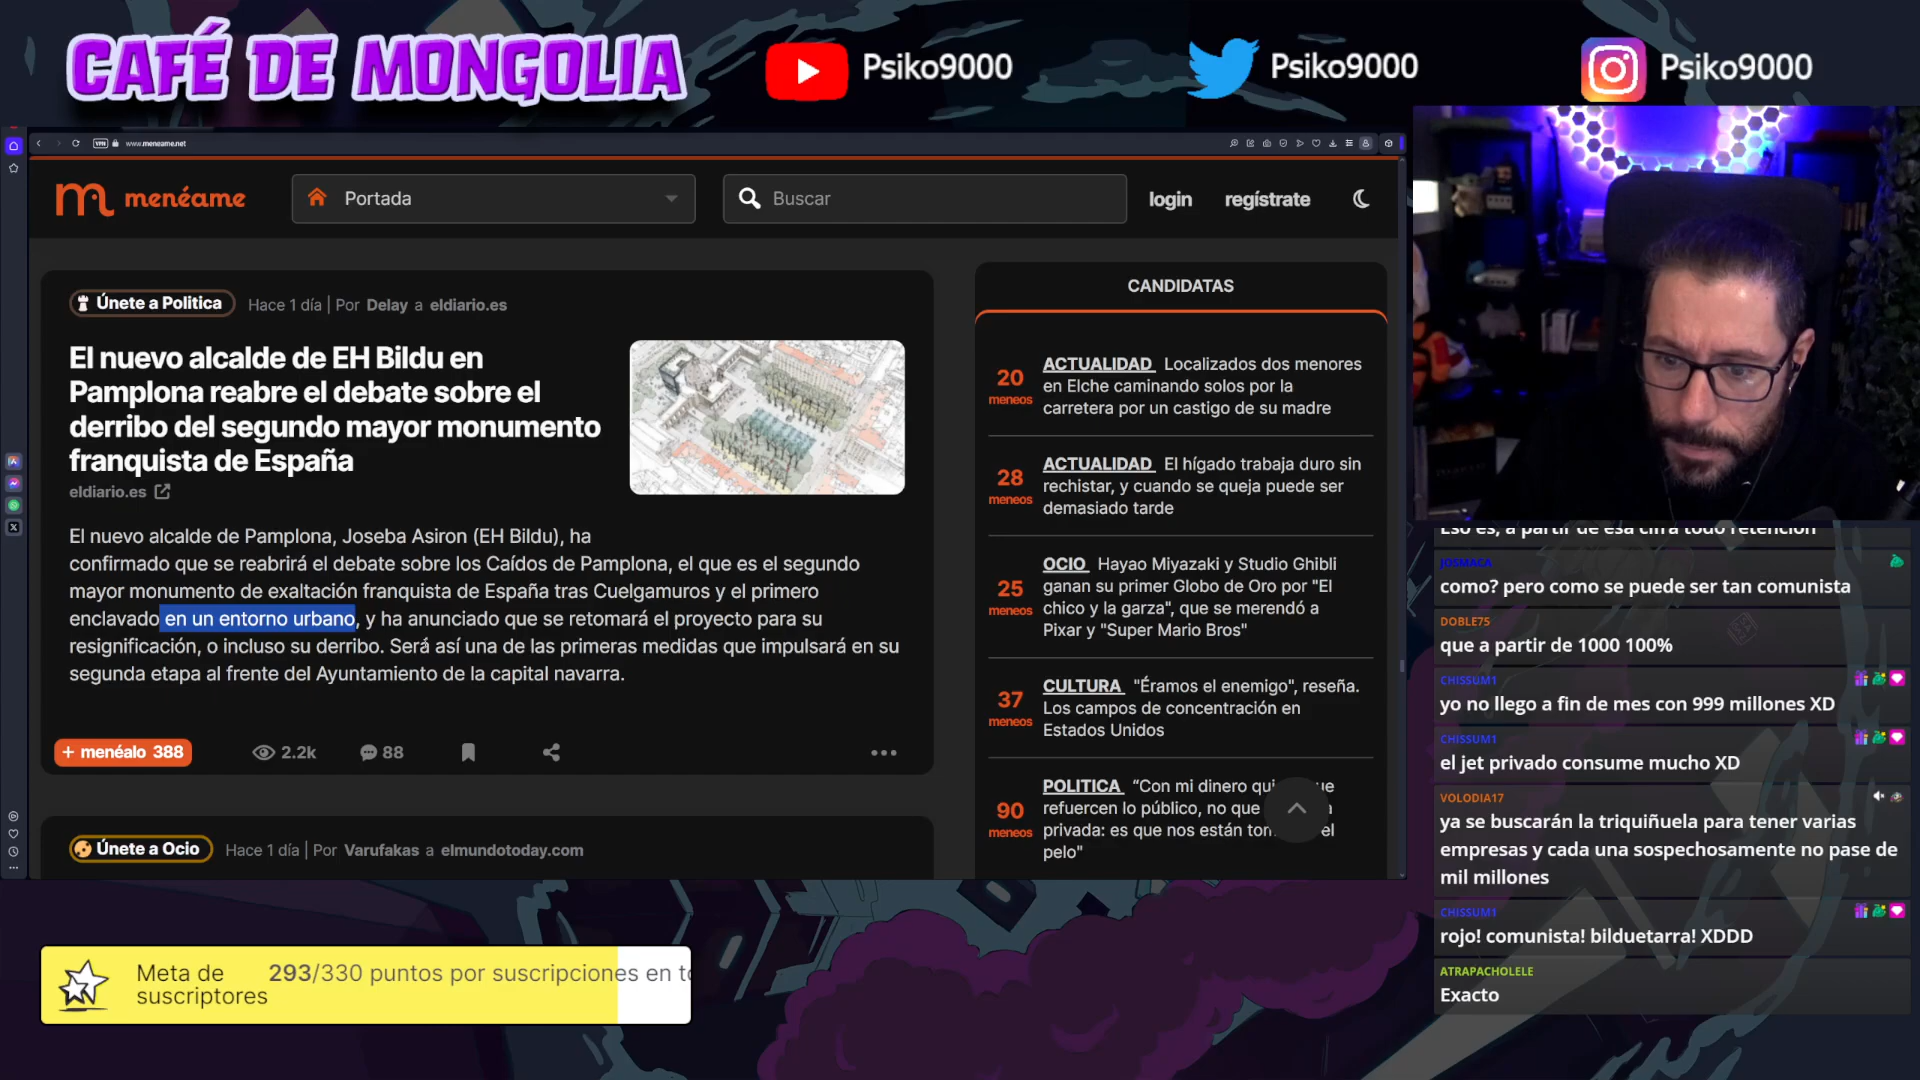 CAFÉ DE MONGOLIA
Psiko9000
Psiko9000
Psiko9000
VPN
www.meneame.net
menéame
Portada
Buscar
login
regístrate
Únete a Politica
Hace 1 día | Por Delay a eldiario.es
El nuevo alcalde de EH Bildu en
Pamplona reabre el debate sobre el
derribo del segundo mayor monumento
franquista de España
eldiario.es
El nuevo alcalde de Pamplona, Joseba Asiron (EH Bildu), ha
confirmado que se reabrirá el debate sobre los Caídos de Pamplona, el que es el segundo
mayor monumento de exaltación franquista de España tras Cuelgamuros y el primero
enclavado en un entorno urbano, y ha anunciado que se retomará el proyecto para su
resignificación, o incluso su derribo. Será así una de las primeras medidas que impulsará en su
segunda etapa al frente del Ayuntamiento de la capital navarra.
+ menéalo 388
2.2k
88
Únete a Ocio
Hace 1 día | Por Varufakas a elmundotoday.com
CANDIDATAS
20
meneos
ACTUALIDAD Localizados dos menores
en Elche caminando solos por la
carretera por un castigo de su madre
28
meneos
ACTUALIDAD El hígado trabaja duro sin
rechistar, y cuando se queja puede ser
demasiado tarde
25
meneos
OCIO Hayao Miyazaki y Studio Ghibli
ganan su primer Globo de Oro por "El
chico y la garza", que se merendó a
Pixar y "Super Mario Bros"
37
meneos
CULTURA "Éramos el enemigo", reseña.
Los campos de concentración en
Estados Unidos
90
meneos
POLITICA “Con mi dinero
refuercen lo público, no que
privada: es que nos están el
pelo"
Eso es, a partir de esa cifra todo retención
JOSMACA
como? pero como se puede ser tan comunista
DOBLE75
que a partir de 1000 100%
CHISSUM1
yo no llego a fin de mes con 999 millones XD
CHISSUM1
el jet privado consume mucho XD
VOLODIA17
ya se buscarán la triquiñuela para tener varias
empresas y cada una sospechosamente no pase de
mil millones
CHISSUM1
rojo! comunista! bilduetarra! XDDD
ATRAPACHOLELE
Exacto
Meta de
suscriptores
293/330 puntos por suscripciones en